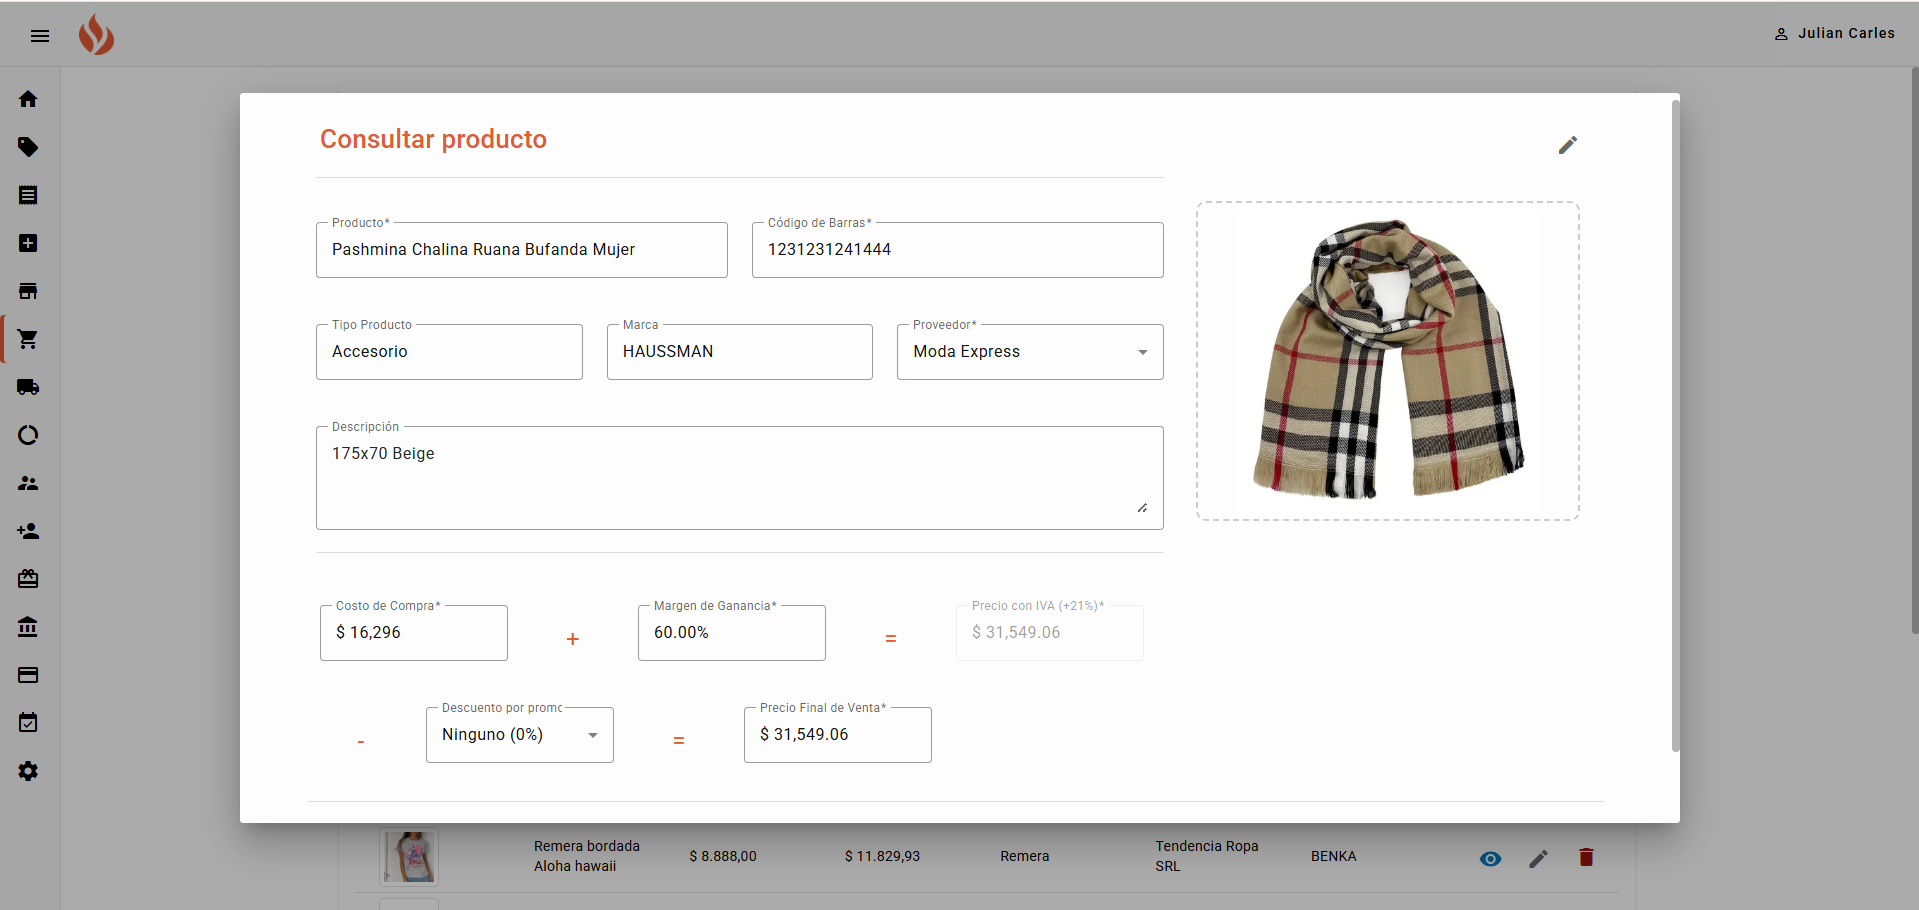 Julian Carles
Consultar producto
Producto*
Pashmina Chalina Ruana Bufanda Mujer
Código de Barras*
1231231241444
Tipo Producto
Accesorio
Marca
HAUSSMAN
Proveedor*
Moda Express
Descripción
175x70 Beige
Costo de Compra*
$ 16,296
+
Margen de Ganancia*
60.00%
=
Precio con IVA (+21%)*
$ 31,549.06
-
Descuento por promo
Ninguno (0%)
=
Precio Final de Venta*
$ 31,549.06
Remera bordada
Aloha hawaii
$ 8.888,00
$ 11.829,93
Remera
Tendencia Ropa
SRL
BENKA